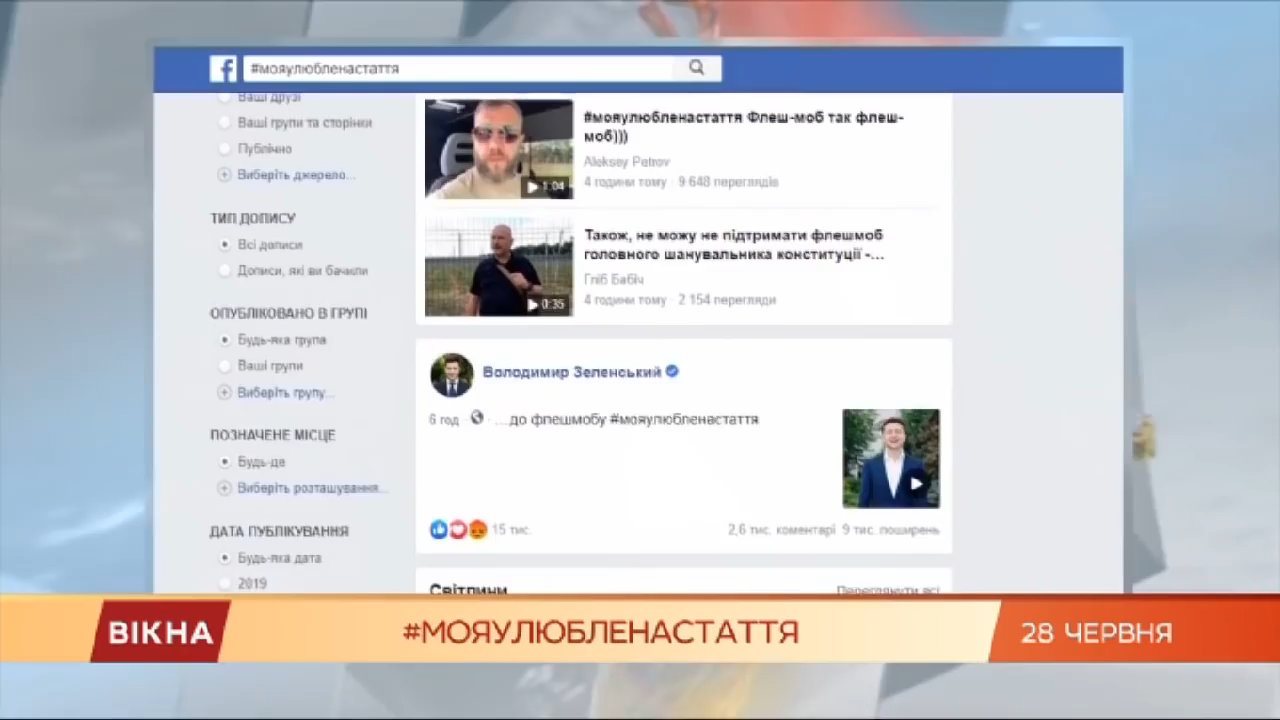 #мояулюбленастаття
Ваші друзі
Ваші групи та сторінки
Публічно
Виберіть джерело...
ТИП ДОПИСУ
Всі дописи
Дописи, які ви бачили
ОПУБЛІКОВАНО В ГРУПІ
Будь-яка група
Ваші групи
Виберіть групу...
ПОЗНАЧЕНЕ МІСЦЕ
Будь-де
Виберіть розташування...
ДАТА ПУБЛІКУВАННЯ
Будь-яка дата
2019
#мояулюбленастаття Флеш-моб так флеш-
моб)))
Aleksey Petrov
4 години тому · 9 648 переглядів
1:04
Також, не можу не підтримати флешмоб
головного шанувальника конституції -...
Гліб Бабіч
4 години тому · 2 154 перегляди
0:35
Володимир Зеленський
6 год · ...до флешмобу #мояулюбленастаття
15 тис.
2,6 тис. коментарі 9 тис. поширень
Світлини
Переглянути всі
ВІКНА
#МОЯУЛЮБЛЕНАСТАТТЯ
28 ЧЕРВНЯ